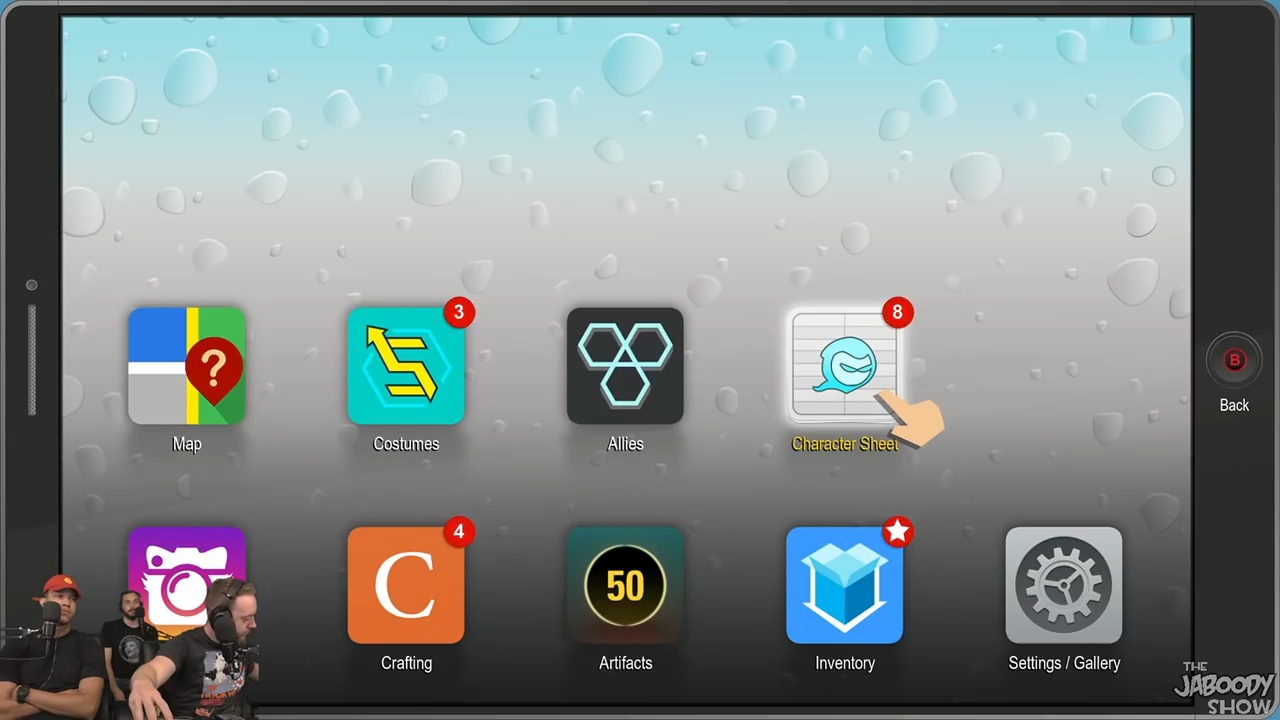 3
8
?
B
Back
Map
Costumes
Allies
Character Sheet
4
C
50
Crafting
Artifacts
Inventory
Settings / Gallery
THE
JABOODY
SHOW